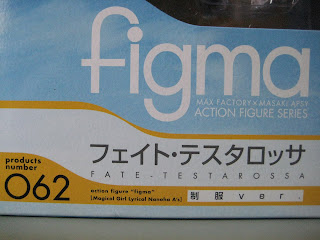 figma
MAX FACTORY × MASAKI APSY
ACTION FIGURE SERIES
フェイト・テスタロッサ
FATE-TESTAROSSA
products
number
062
action figure "figma"
[Magical Girl Lyrical Nanoha A's]
制服ver.